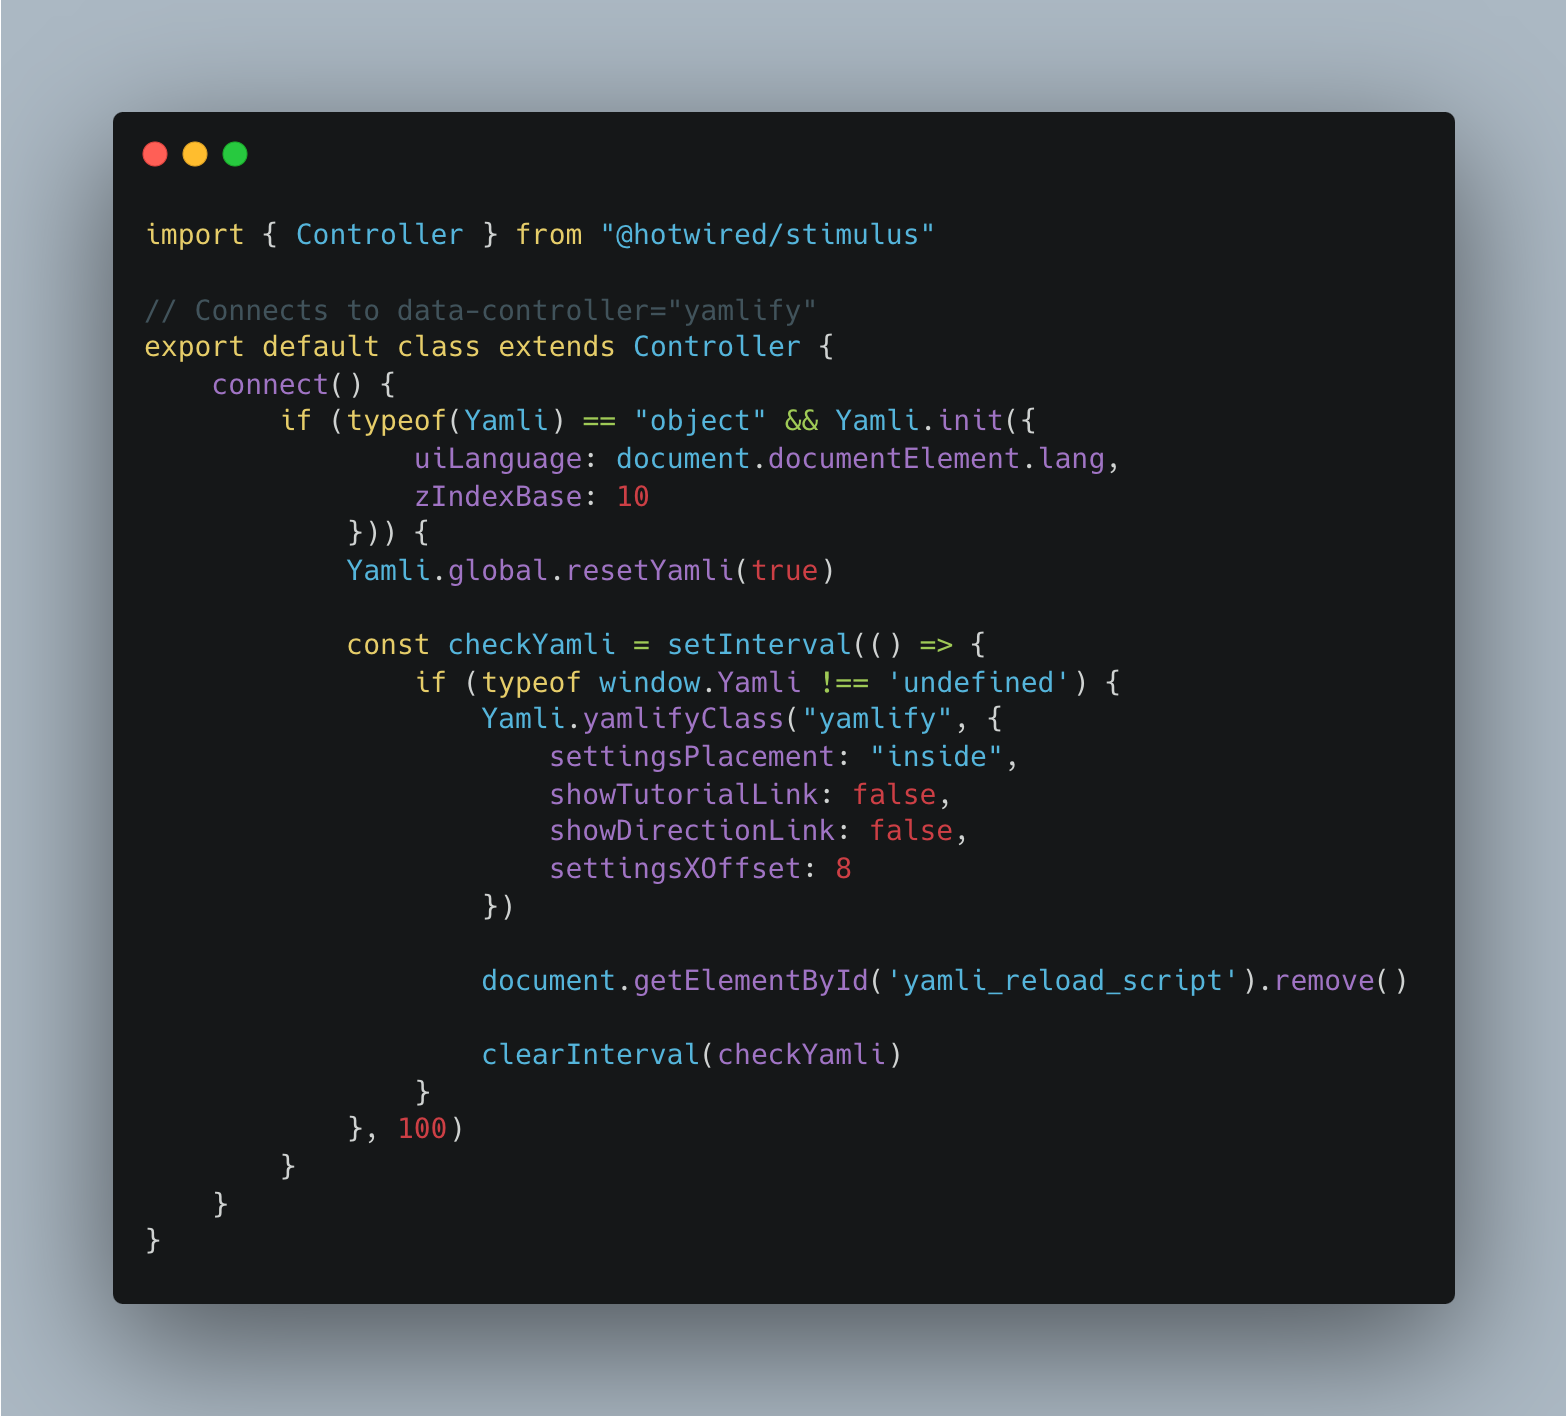 import { Controller } from "@hotwired/stimulus"

// Connects to data-controller="yamlify"
export default class extends Controller {
    connect() {
        if (typeof(Yamli) == "object" && Yamli.init({
                uiLanguage: document.documentElement.lang,
                zIndexBase: 10
            })) {
            Yamli.global.resetYamli(true)

            const checkYamli = setInterval(() => {
                if (typeof window.Yamli !== 'undefined') {
                    Yamli.yamlifyClass("yamlify", {
                        settingsPlacement: "inside",
                        showTutorialLink: false,
                        showDirectionLink: false,
                        settingsXOffset: 8
                    })

                    document.getElementById('yamli_reload_script').remove()

                    clearInterval(checkYamli)
                }
            }, 100)
        }
    }
}